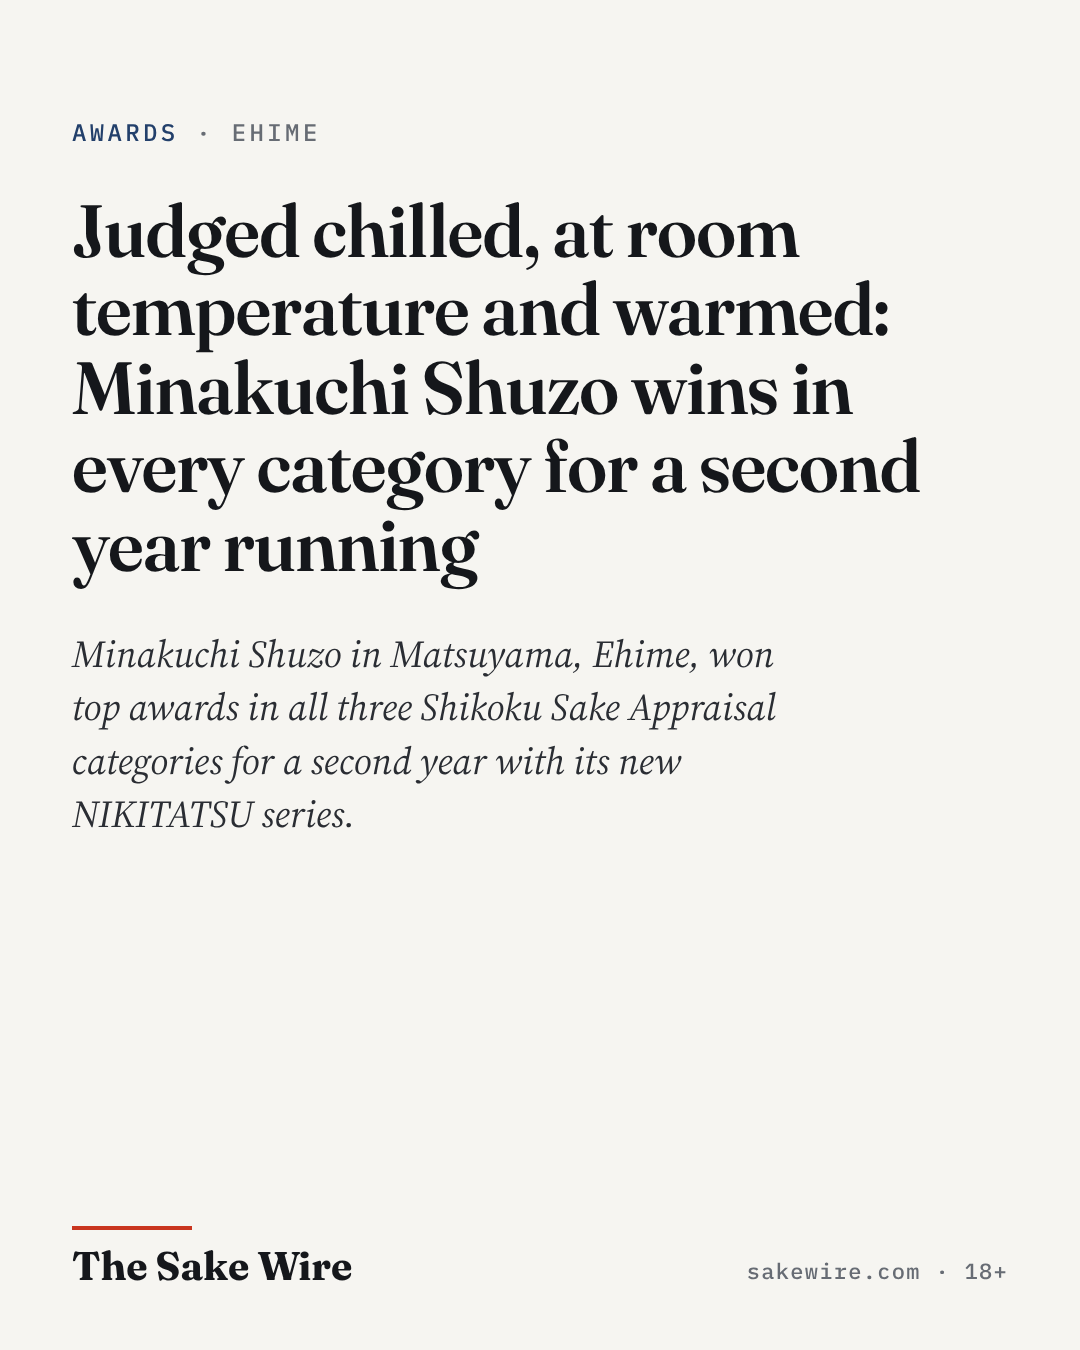 AWARDS · EHIME
Judged chilled, at room
temperature and warmed:
Minakuchi Shuzo wins in
every category for a second
year running
Minakuchi Shuzo in Matsuyama, Ehime, won
top awards in all three Shikoku Sake Appraisal
categories for a second year with its new
NIKITATSU series.
The Sake Wire
sakewire.com · 18+